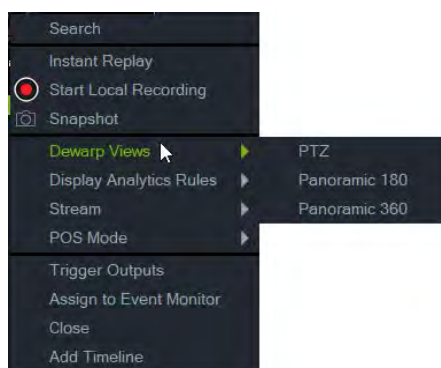 Search
Instant Replay
Start Local Recording
Snapshot
Dewarp Views
PTZ
Display Analytics Rules
Panoramic 180
Stream
Panoramic 360
POS Mode
Trigger Outputs
Assign to Event Monitor
Close
Add Timeline